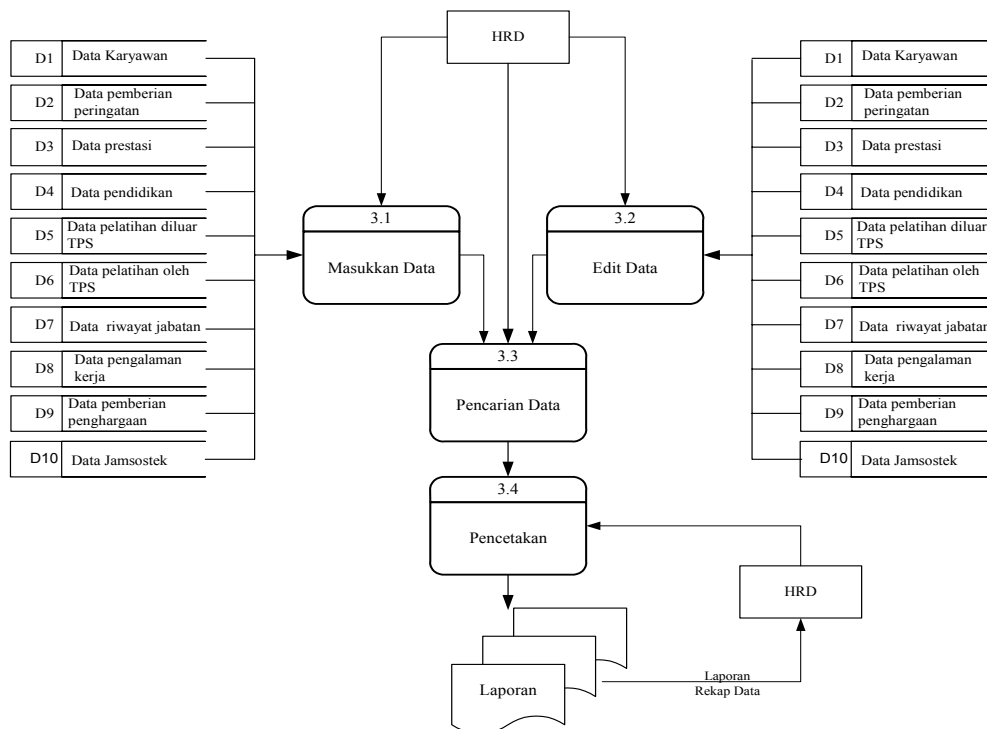 HRD
D1
Data Karyawan
D2
Data pemberian
peringatan
D3
Data prestasi
D4
Data pendidikan
D5
Data pelatihan diluar
TPS
D6
Data pelatihan oleh
TPS
D7
Data riwayat jabatan
D8
Data pengalaman
kerja
D9
Data pemberian
penghargaan
D10
Data Jamsostek
3.1
Masukkan Data
3.2
Edit Data
D1
Data Karyawan
D2
Data pemberian
peringatan
D3
Data prestasi
D4
Data pendidikan
D5
Data pelatihan diluar
TPS
D6
Data pelatihan oleh
TPS
D7
Data riwayat jabatan
D8
Data pengalaman
kerja
D9
Data pemberian
penghargaan
D10
Data Jamsostek
3.3
Pencarian Data
3.4
Pencetakan
HRD
Laporan
Laporan
Rekap Data